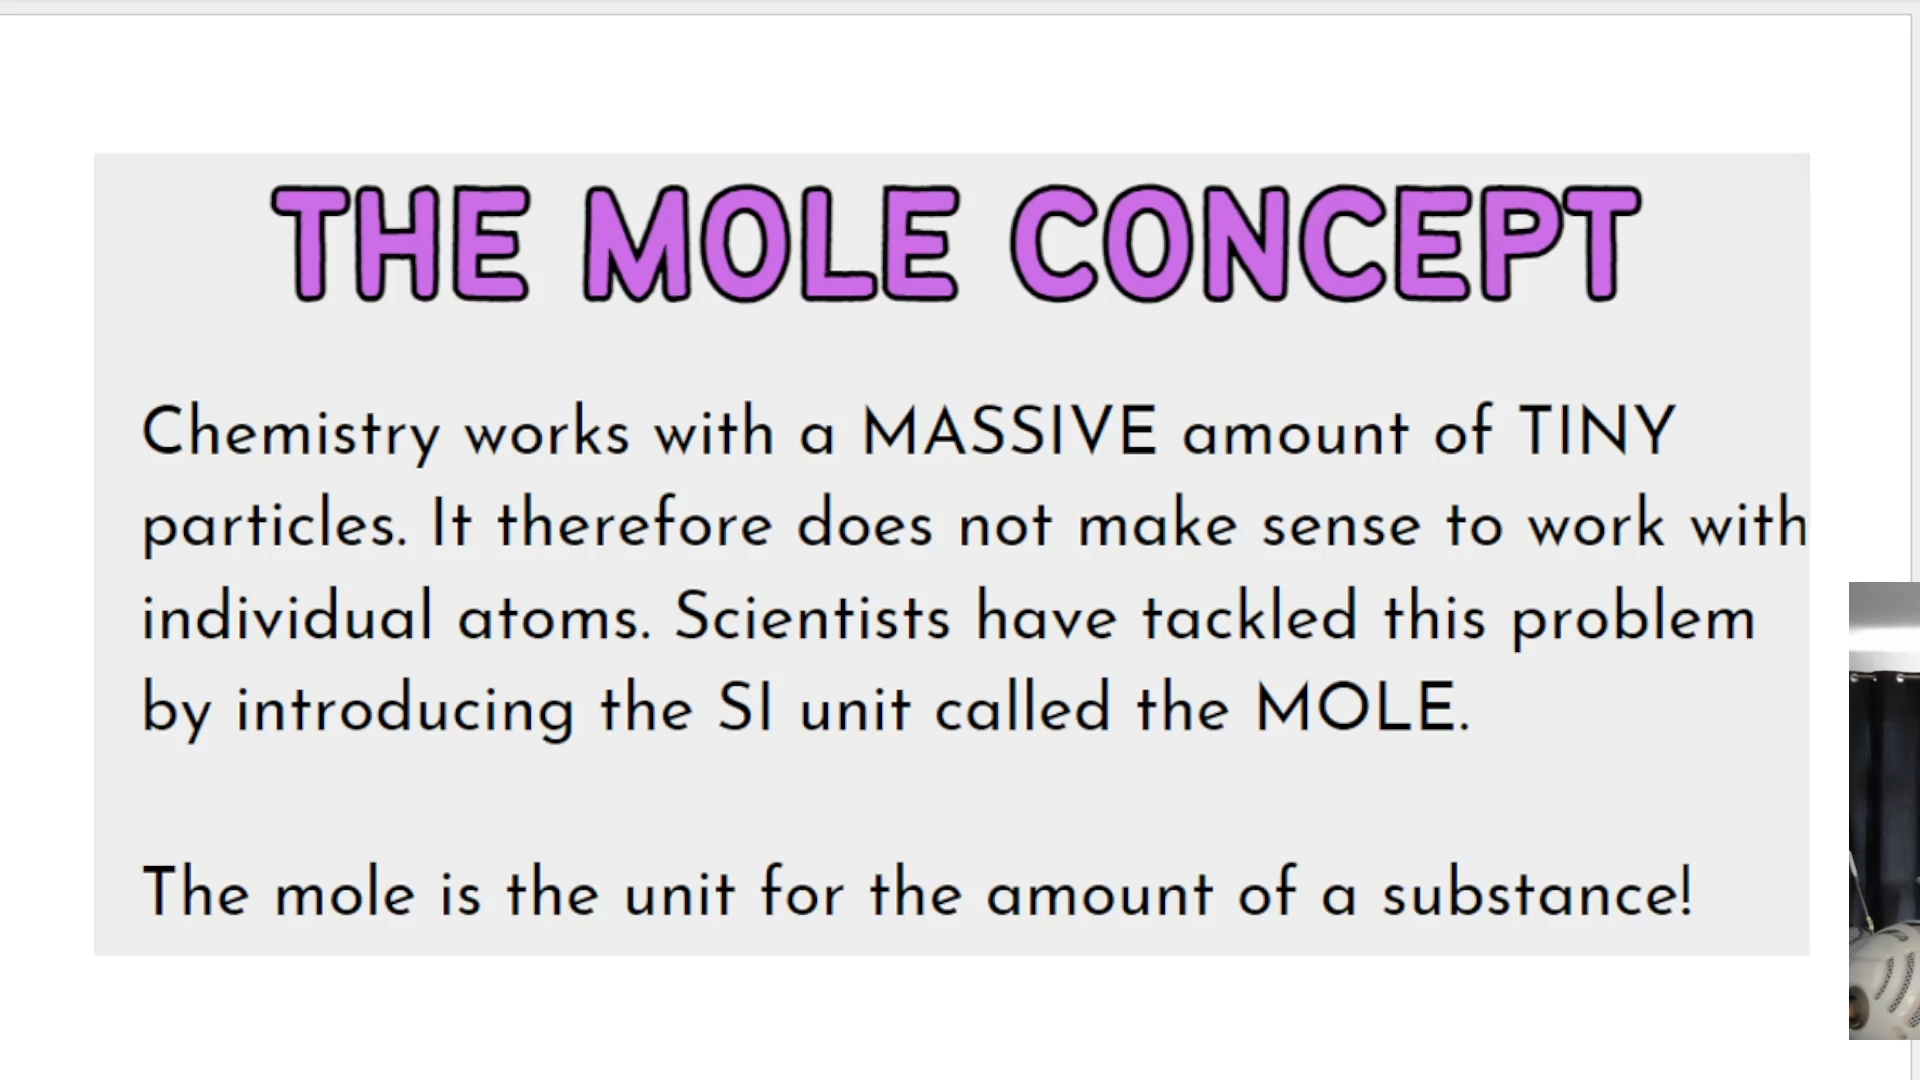 THE MOLE CONCEPT
Chemistry works with a MASSIVE amount of TINY
particles. It therefore does not make sense to work with
individual atoms. Scientists have tackled this problem
by introducing the SI unit called the MOLE.
The mole is the unit for the amount of a substance!